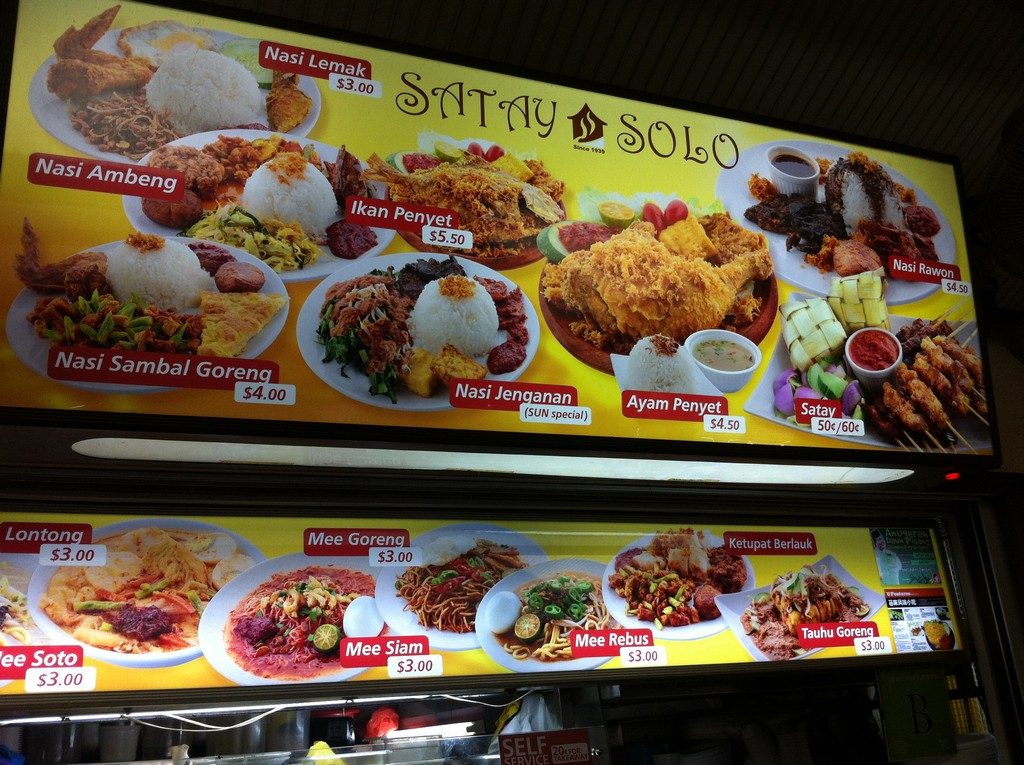 SATAY SOLO
Since 1939
Nasi Lemak
$3.00
Nasi Ambeng
Ikan Penyet
$5.50
Nasi Rawon
$4.50
Nasi Sambal Goreng
$4.00
Nasi Jenganan
(SUN special)
Ayam Penyet
$4.50
Satay
50¢/60¢
Lontong
$3.00
Mee Goreng
$3.00
Ketupat Berlauk
ee Soto
$3.00
Mee Siam
$3.00
Mee Rebus
$3.00
Tauhu Goreng
$3.00
B
SELF
SERVICE
20¢
FOR
TAKEAWAY